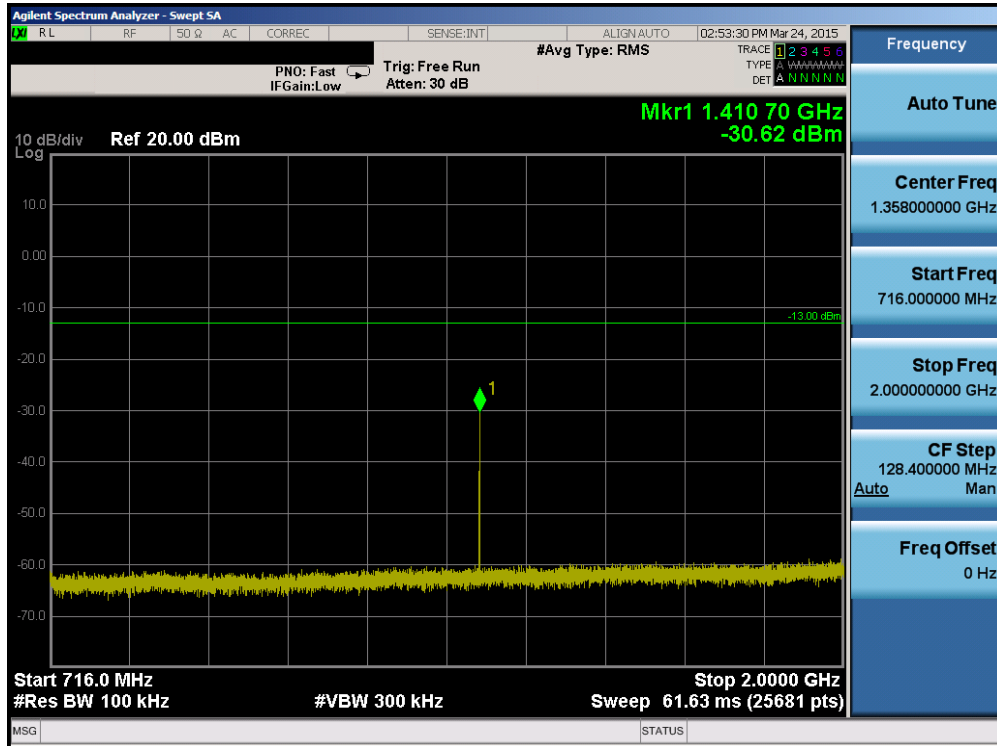 Agilent Spectrum Analyzer - Swept SA
LXI RL RF 50 Ω AC CORREC SENSE:INT ALIGN AUTO 02:53:30 PM Mar 24, 2015
#Avg Type: RMS
TRACE 1 2 3 4 5 6
TYPE A WWWWW
DET A N N N N N
PNO: Fast
IFGain:Low
Trig: Free Run
Atten: 30 dB
Mkr1 1.410 70 GHz
-30.62 dBm
10 dB/div Ref 20.00 dBm
Log
10.0
0.00
-10.0
-13.00 dBm
-20.0
1
-30.0
-40.0
-50.0
-60.0
-70.0
Start 716.0 MHz Stop 2.0000 GHz
#Res BW 100 kHz #VBW 300 kHz Sweep 61.63 ms (25681 pts)
MSG STATUS
Frequency
Auto Tune
Center Freq
1.358000000 GHz
Start Freq
716.000000 MHz
Stop Freq
2.000000000 GHz
CF Step
128.400000 MHz
Auto Man
Freq Offset
0 Hz